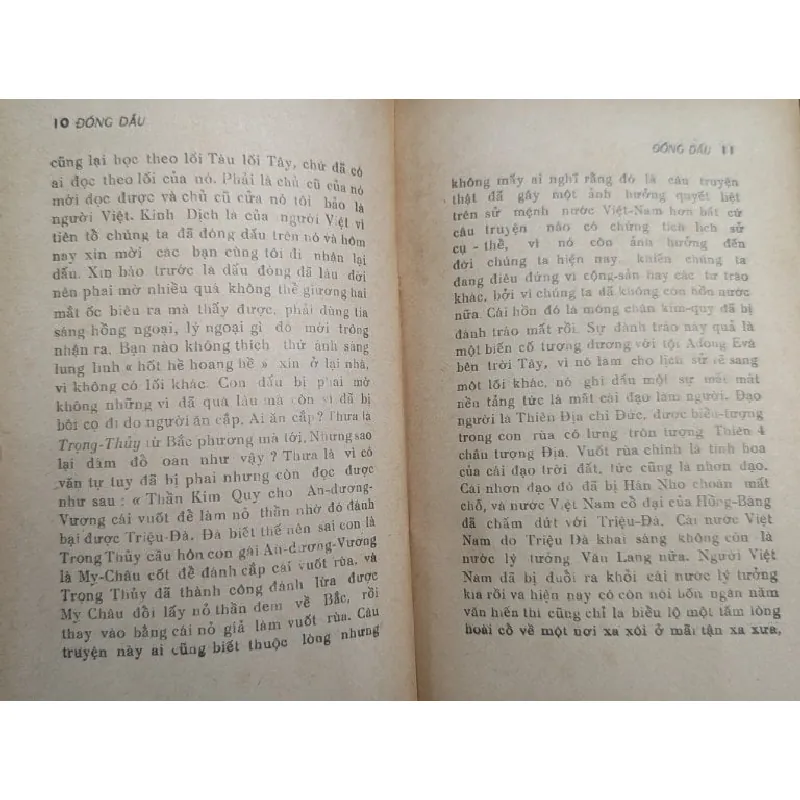 10 ĐÓNG DẤU
cũng lại học theo lối Tàu lối Tây, chứ đã có
ai đọc theo lối của nó. Phải là chủ cũ của nó
mới đọc được và chủ cũ cửa nó tôi bảo là
người Việt. Kinh Dịch là của người Việt vì
tiên tổ chúng ta đã đóng dấu trên nó và hôm
nay xin mời các bạn cùng tôi đi nhân lại
dấu. Xin bảo trước là dấu đóng đã lâu đời
nên phai mờ nhiều quá không thể giương hai
mắt ốc biêu ra mà thấy được, phải dùng tia
sáng hồng ngoại, lý ngoại gì đó mới trông
nhận ra. Bạn nào không thích thứ ánh sáng
lung linh « hốt hề hoang hề » xin ở lại nhà,
vì không có lối khác. Con dấu bị phai mờ
không những vì đã quá lâu mà còn vì đã bị
bôi cọ đi do người ăn cắp. Ai ăn cắp ? Thưa là
Trọng-Thủy từ Bắc phương mà tới. Nhưng sao
lại dám đổ oan như vậy ? Thưa là vì cỏ
văn tự tuy đã bị phai nhưng còn đọc được
như sau : « Thần Kim Quy cho An-dương-
Vương cái vuốt để làm nỏ thần nhờ đó đánh
bại được Triệu-Đà. Đà biết thế nên sai con là
Trọng Thủy cầu hôn con gái An-dương-Vương
là My-Châu cốt để đánh cắp cái vuốt rùa, và
Trọng Thủy đã thành công đánh lừa được
My Châu đổi lấy nỏ thần đem về Bắc, rồi
thay vào bằng cái nỏ giả làm vuốt rùa. Câu
truyện này ai cũng biết thuộc lòng nhưng
ĐÓNG DẤU 11
không mấy ai nghĩ rằng đó là câu truyện
thật đã gây một ảnh hưởng quyết liệt
trên sử mệnh nước Việt-Nam hơn bất cứ
câu truyện nào có chứng tích lịch sử
cụ - thể, vì nó còn ảnh hưởng đến
đời chúng ta hiện nay, khiến chúng ta
đang điêu đứng vì cộng-sản hay các tư trào
khác, bởi vì chúng ta đã không còn hồn nước
nữa. Cái hồn đó là móng chân kim-quy đã bị
đánh tráo mất rồi. Sự đánh tráo này quả là
một biến cố tương đương với tội Adong Evà
bên trời Tây, vì nó làm cho lịch sử rẽ sang
một lối khác, nó ghi dấu một sự mất mát
nền tảng tức là mất cái đạo làm người. Đạo
người là Thiên Địa chi Đức, được biểu-tượng
trong con rùa có lưng tròn tượng Thiên 4
chân tượng Địa. Vuốt rùa chính là tinh hoa
của cái đạo trời đất, tức cũng là nhơn đạo.
Cái nhơn đạo đó đã bị Hán Nho choán mất
chỗ, và nước Việt Nam cổ đại của Hồng-Bàng
đã chấm dứt với Triệu-Đà. Cái nước Việt
Nam do Triệu Đà khai sáng không còn là
nước lý tưởng Văn Lang nữa. Người Việt
Nam đã bị đuổi ra khỏi cái nước lý tưởng
kia rồi và hiện nay có còn nói bốn ngàn năm
văn hiến thì cũng chỉ là biểu lộ một tấm lòng
hoài cổ về một nơi xa xôi ở mãi tận xa xưa,